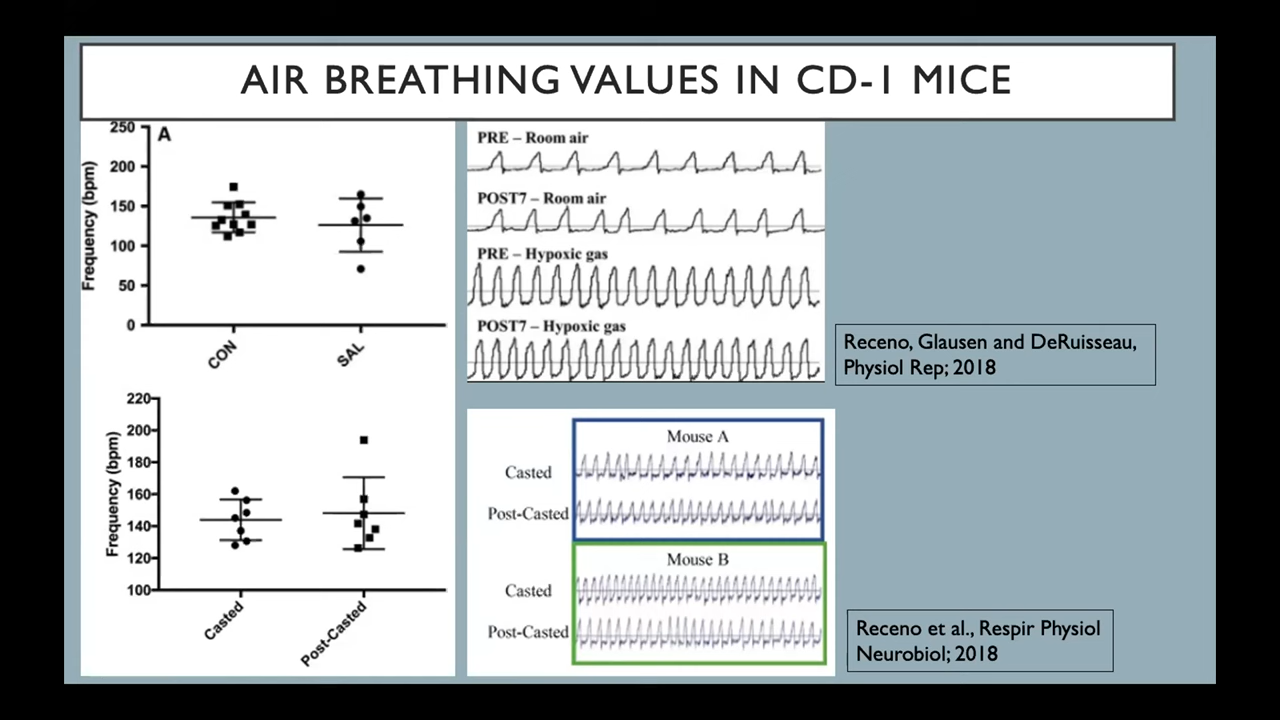 AIR BREATHING VALUES IN CD-1 MICE
A
250
200
150
100
50
0
Frequency (bpm)
CON
SAL
PRE – Room air
POST7 – Room air
PRE – Hypoxic gas
POST7 – Hypoxic gas
Receno, Glausen and DeRuisseau,
Physiol Rep; 2018
220
200
180
160
140
120
100
Frequency (bpm)
Casted
Post-Casted
Mouse A
Casted
Post-Casted
Mouse B
Casted
Post-Casted
Receno et al., Respir Physiol
Neurobiol; 2018